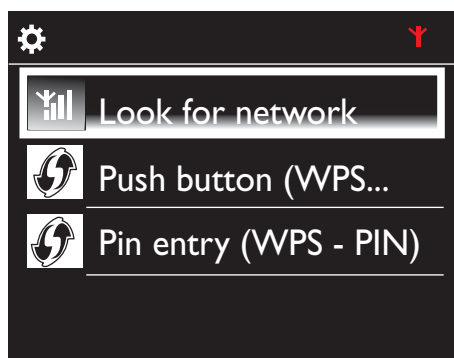 Look for network
Push button (WPS...
Pin entry (WPS - PIN)